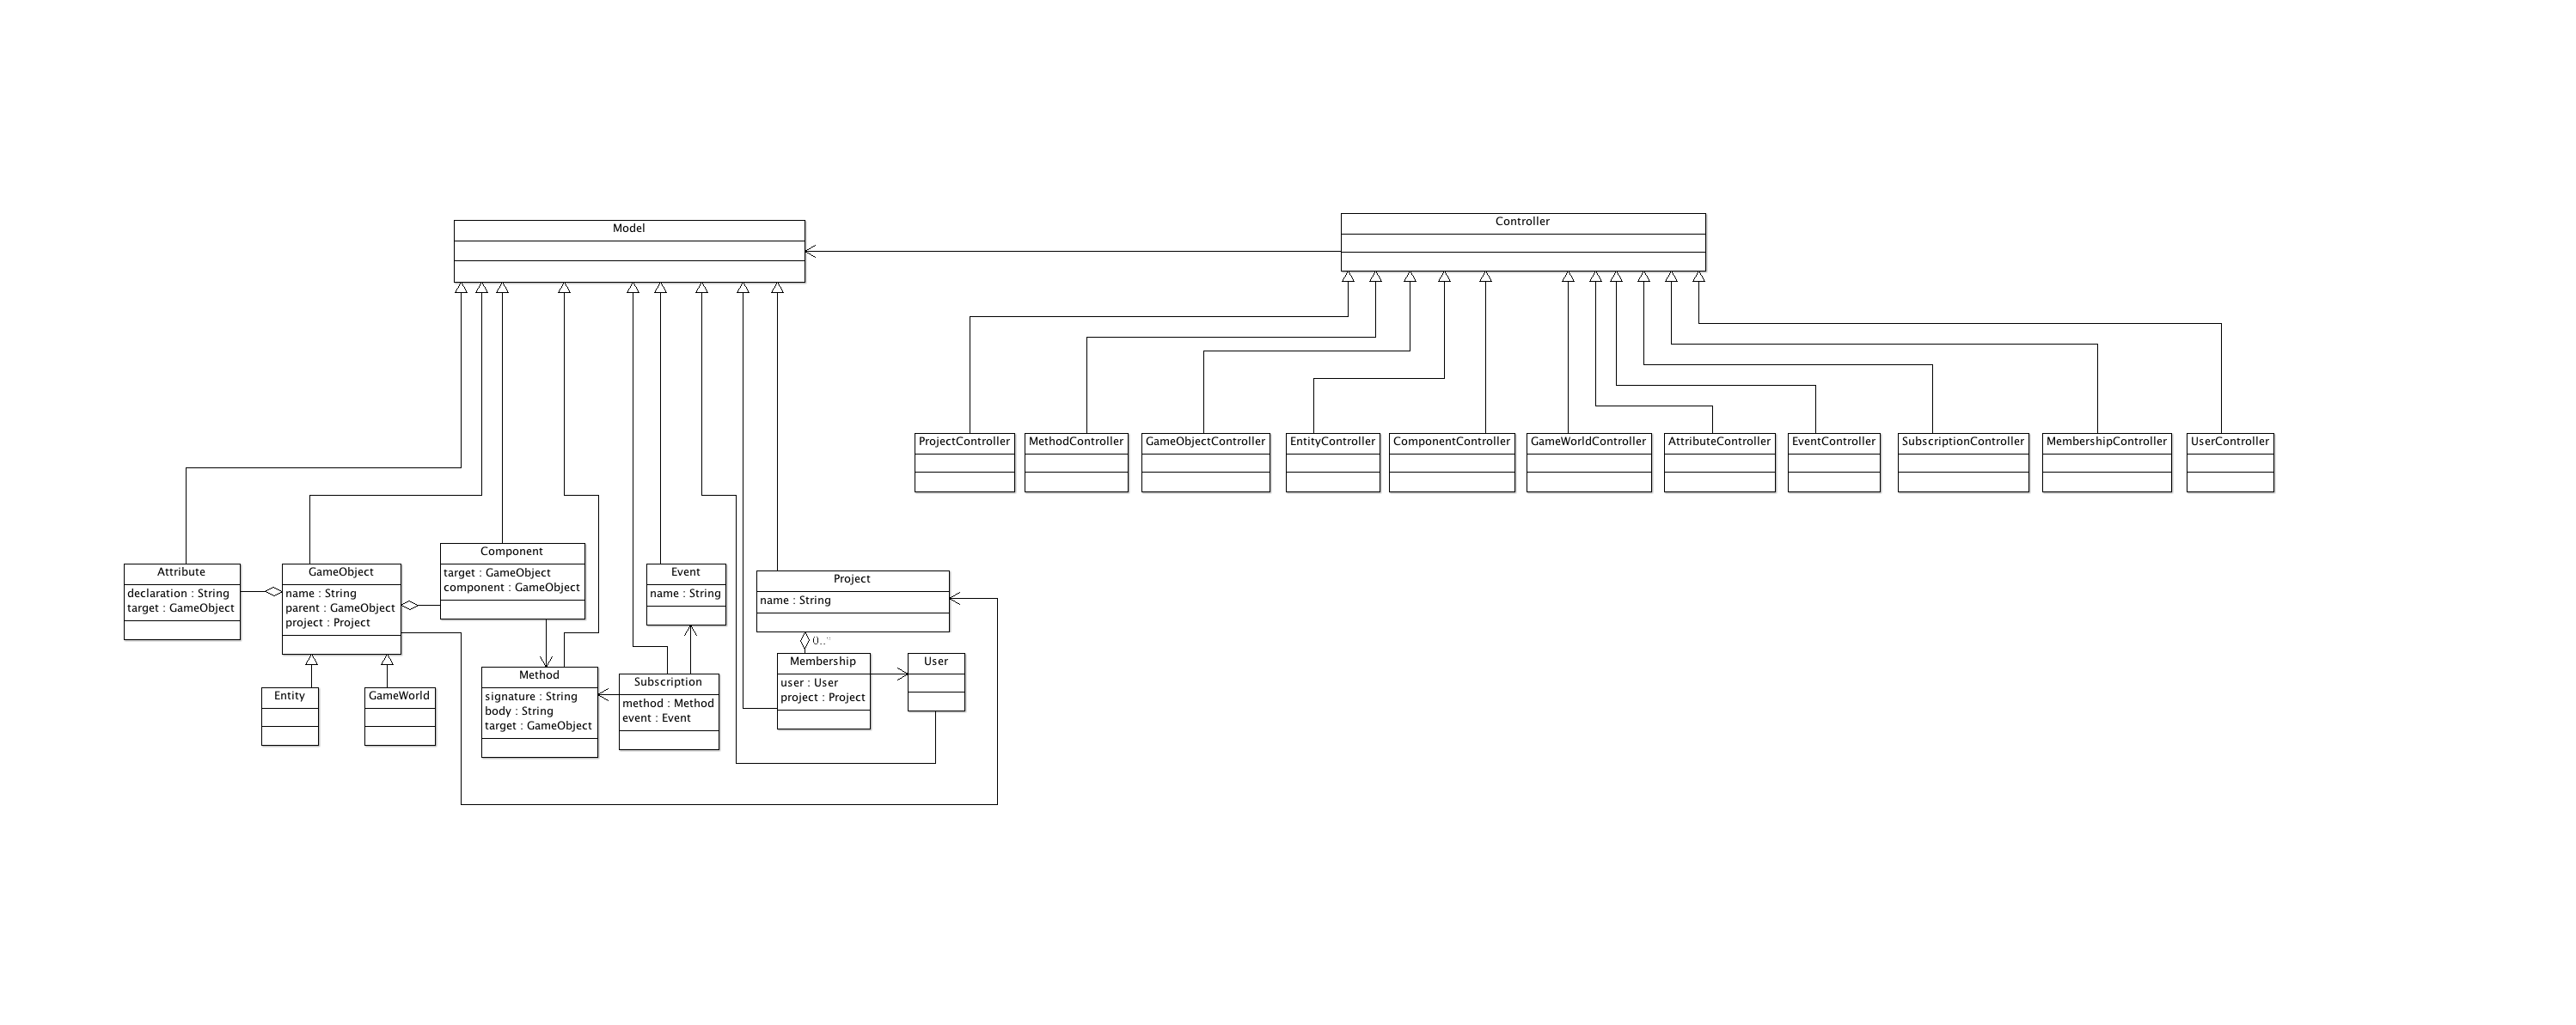 Controller
Model
ProjectController
MethodController
GameObjectController
EntityController
ComponentController
GameWorldController
AttributeController
EventController
SubscriptionController
MembershipController
UserController
Component
target : GameObject
component : GameObject
Attribute
declaration : String
target : GameObject
GameObject
name : String
parent : GameObject
project : Project
Event
name : String
Project
name : String
0..*
Entity
GameWorld
Method
signature : String
body : String
target : GameObject
Subscription
method : Method
event : Event
Membership
user : User
project : Project
User